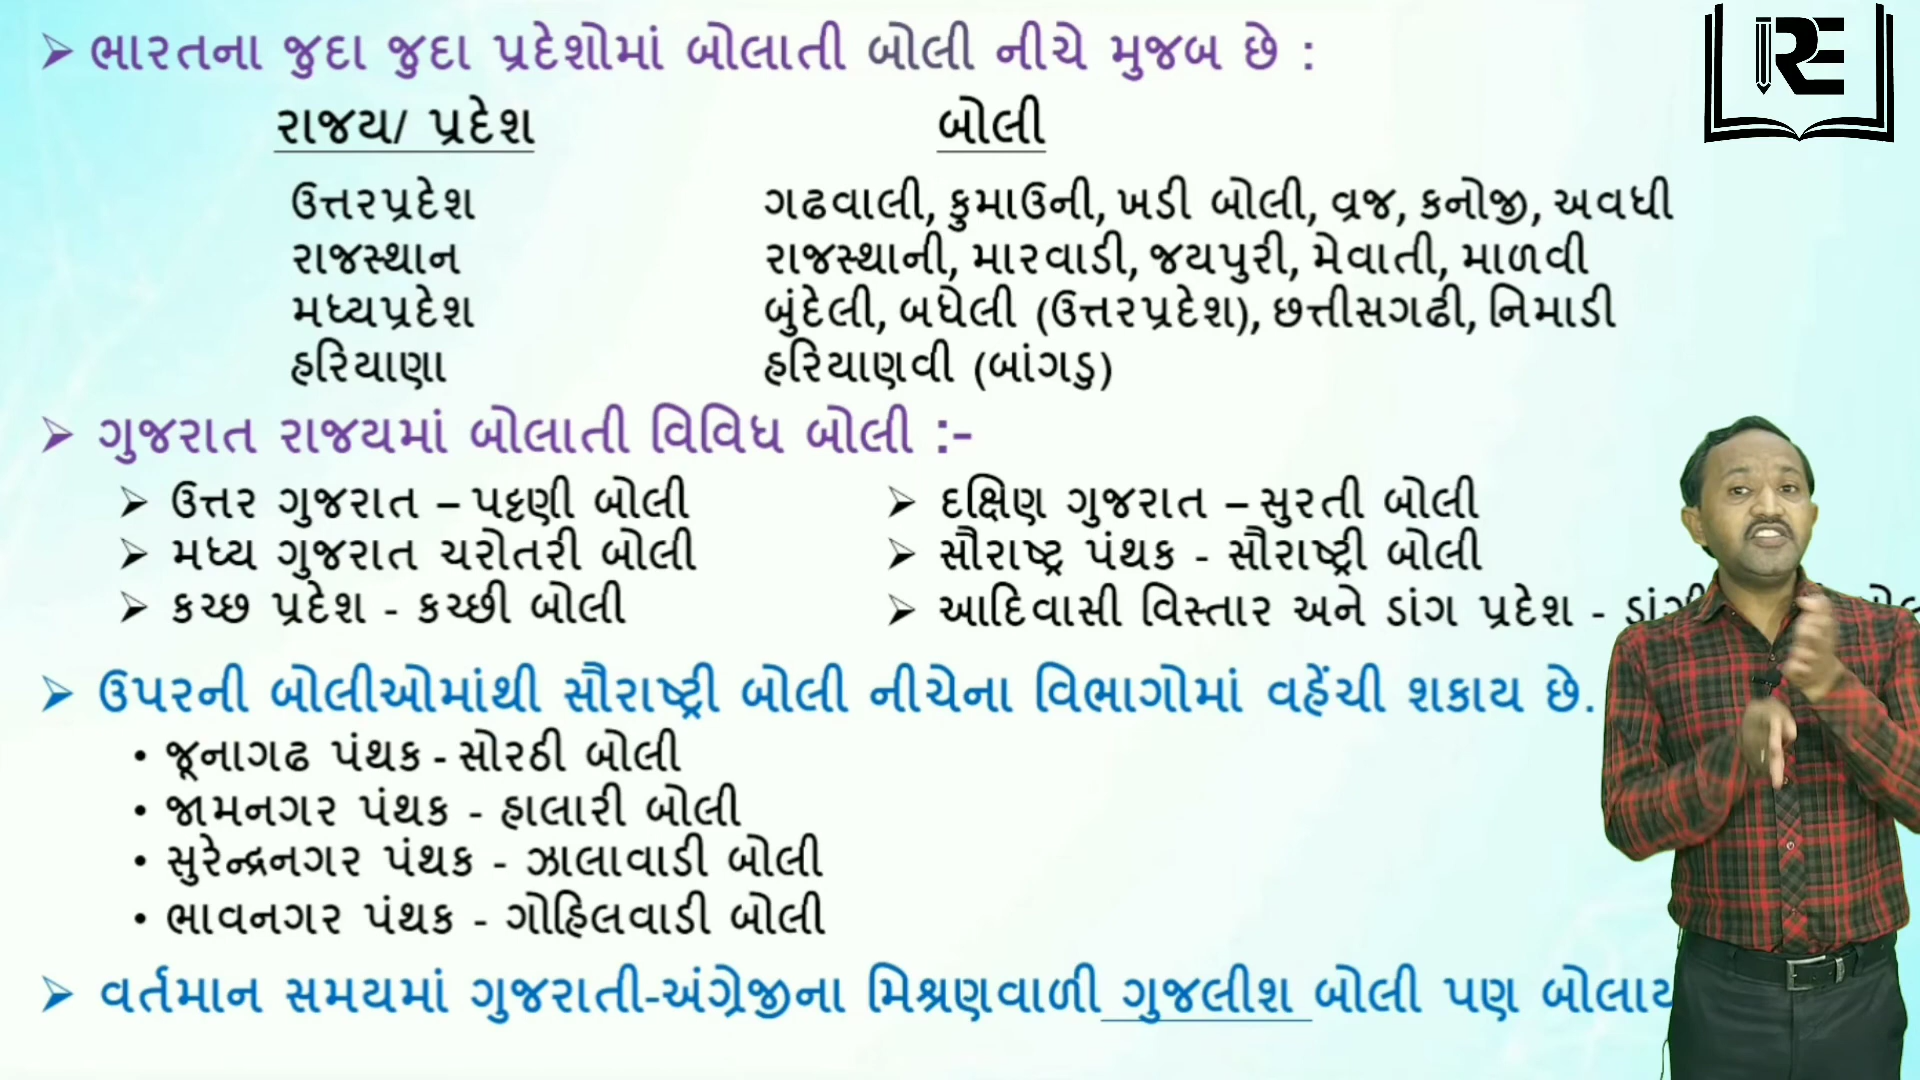 RE
➢ ભારતના જુદા જુદા પ્રદેશોમાં બોલાતી બોલી નીચે મુજબ છે :
રાજય/ પ્રદેશ બોલી
ઉત્તરપ્રદેશ ગઢવાલી, કુમાઉની, ખડી બોલી, વ્રજ, કનોજી, અવધી
રાજસ્થાન રાજસ્થાની, મારવાડી, જયપુરી, મેવાતી, માળવી
મધ્યપ્રદેશ બુંદેલી, બઘેલી (ઉત્તરપ્રદેશ), છત્તીસગઢી, નિમાડી
હરિયાણા હરિયાણવી (બાંગડુ)
➢ ગુજરાત રાજયમાં બોલાતી વિવિધ બોલી :-
➢ ઉત્તર ગુજરાત – પટ્ટણી બોલી ➢ દક્ષિણ ગુજરાત – સુરતી બોલી
➢ મધ્ય ગુજરાત ચરોતરી બોલી ➢ સૌરાષ્ટ્ર પંથક - સૌરાષ્ટ્રી બોલી
➢ કચ્છ પ્રદેશ - કચ્છી બોલી ➢ આદિવાસી વિસ્તાર અને ડાંગ પ્રદેશ -
➢ ઉપરની બોલીઓમાંથી સૌરાષ્ટ્રી બોલી નીચેના વિભાગોમાં વહેંચી શકાય છે.
• જૂનાગઢ પંથક - સોરઠી બોલી
• જામનગર પંથક - હાલારી બોલી
• સુરેન્દ્રનગર પંથક - ઝાલાવાડી બોલી
• ભાવનગર પંથક - ગોહિલવાડી બોલી
➢ વર્તમાન સમયમાં ગુજરાતી-અંગ્રેજીના મિશ્રણવાળી ગુજલીશ બોલી પણ